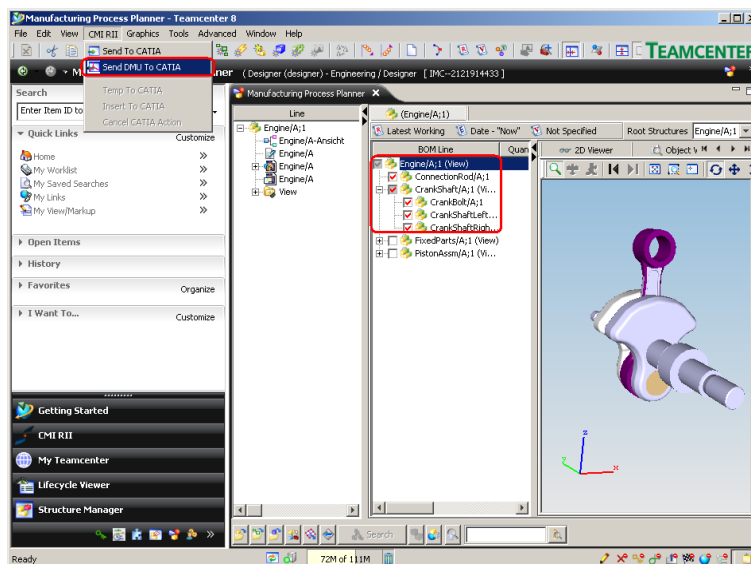 Manufacturing Process Planner - Teamcenter 8
File Edit View CMI RII Graphics Tools Advanced Window Help
Send To CATIA
TEAMCENTER
Send DMU To CATIA
( Designer (designer) - Engineering / Designer [ IMC--2121914433 ]
Temp To CATIA
Insert To CATIA
Cancel CATIA Action
Search
Enter Item ID to
Quick Links
Customize
Home
My Worklist
My Saved Searches
My Links
My View/Markup
Open Items
History
Favorites
Organize
I Want To...
Customize
Getting Started
CMI RII
My Teamcenter
Lifecycle Viewer
Structure Manager
Manufacturing Process Planner
Line
Engine/A;1
Engine/A-Ansicht
Engine/A
Engine/A
Engine/A
View
(Engine/A;1)
Latest Working Date - "Now" Not Specified Root Structures Engine/A;1
BOM Line Quan
2D Viewer Object
Engine/A;1 (View)
ConnectionRod/A;1
CrankShaft/A;1 (Vi...
CrankBolt/A;1
CrankShaftLeft...
CrankShaftRigh...
FixedParts/A;1 (View)
PistonAssm/A;1 (Vi...
z
y
x
Search
Ready
72M of 111M